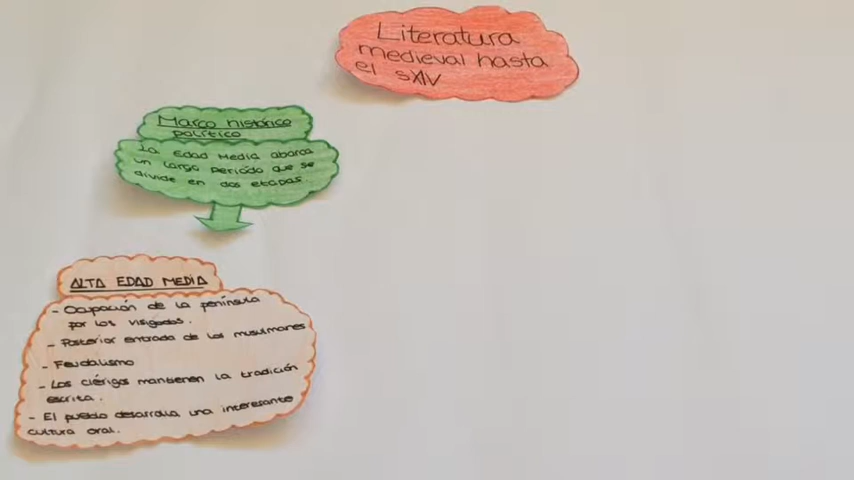 Literatura
medieval hasta
el sXV
Marco histórico
político
La Edad Media abarca
un largo periodo que se
divide en dos etapas.
ALTA EDAD MEDIA
- Ocupación de la península
por los visigodos.
- Posterior entrada de los musulmanes
- Feudalismo
- Los clérigos mantienen la tradición
escrita.
- El pueblo desarrolla una interesante
cultura oral.